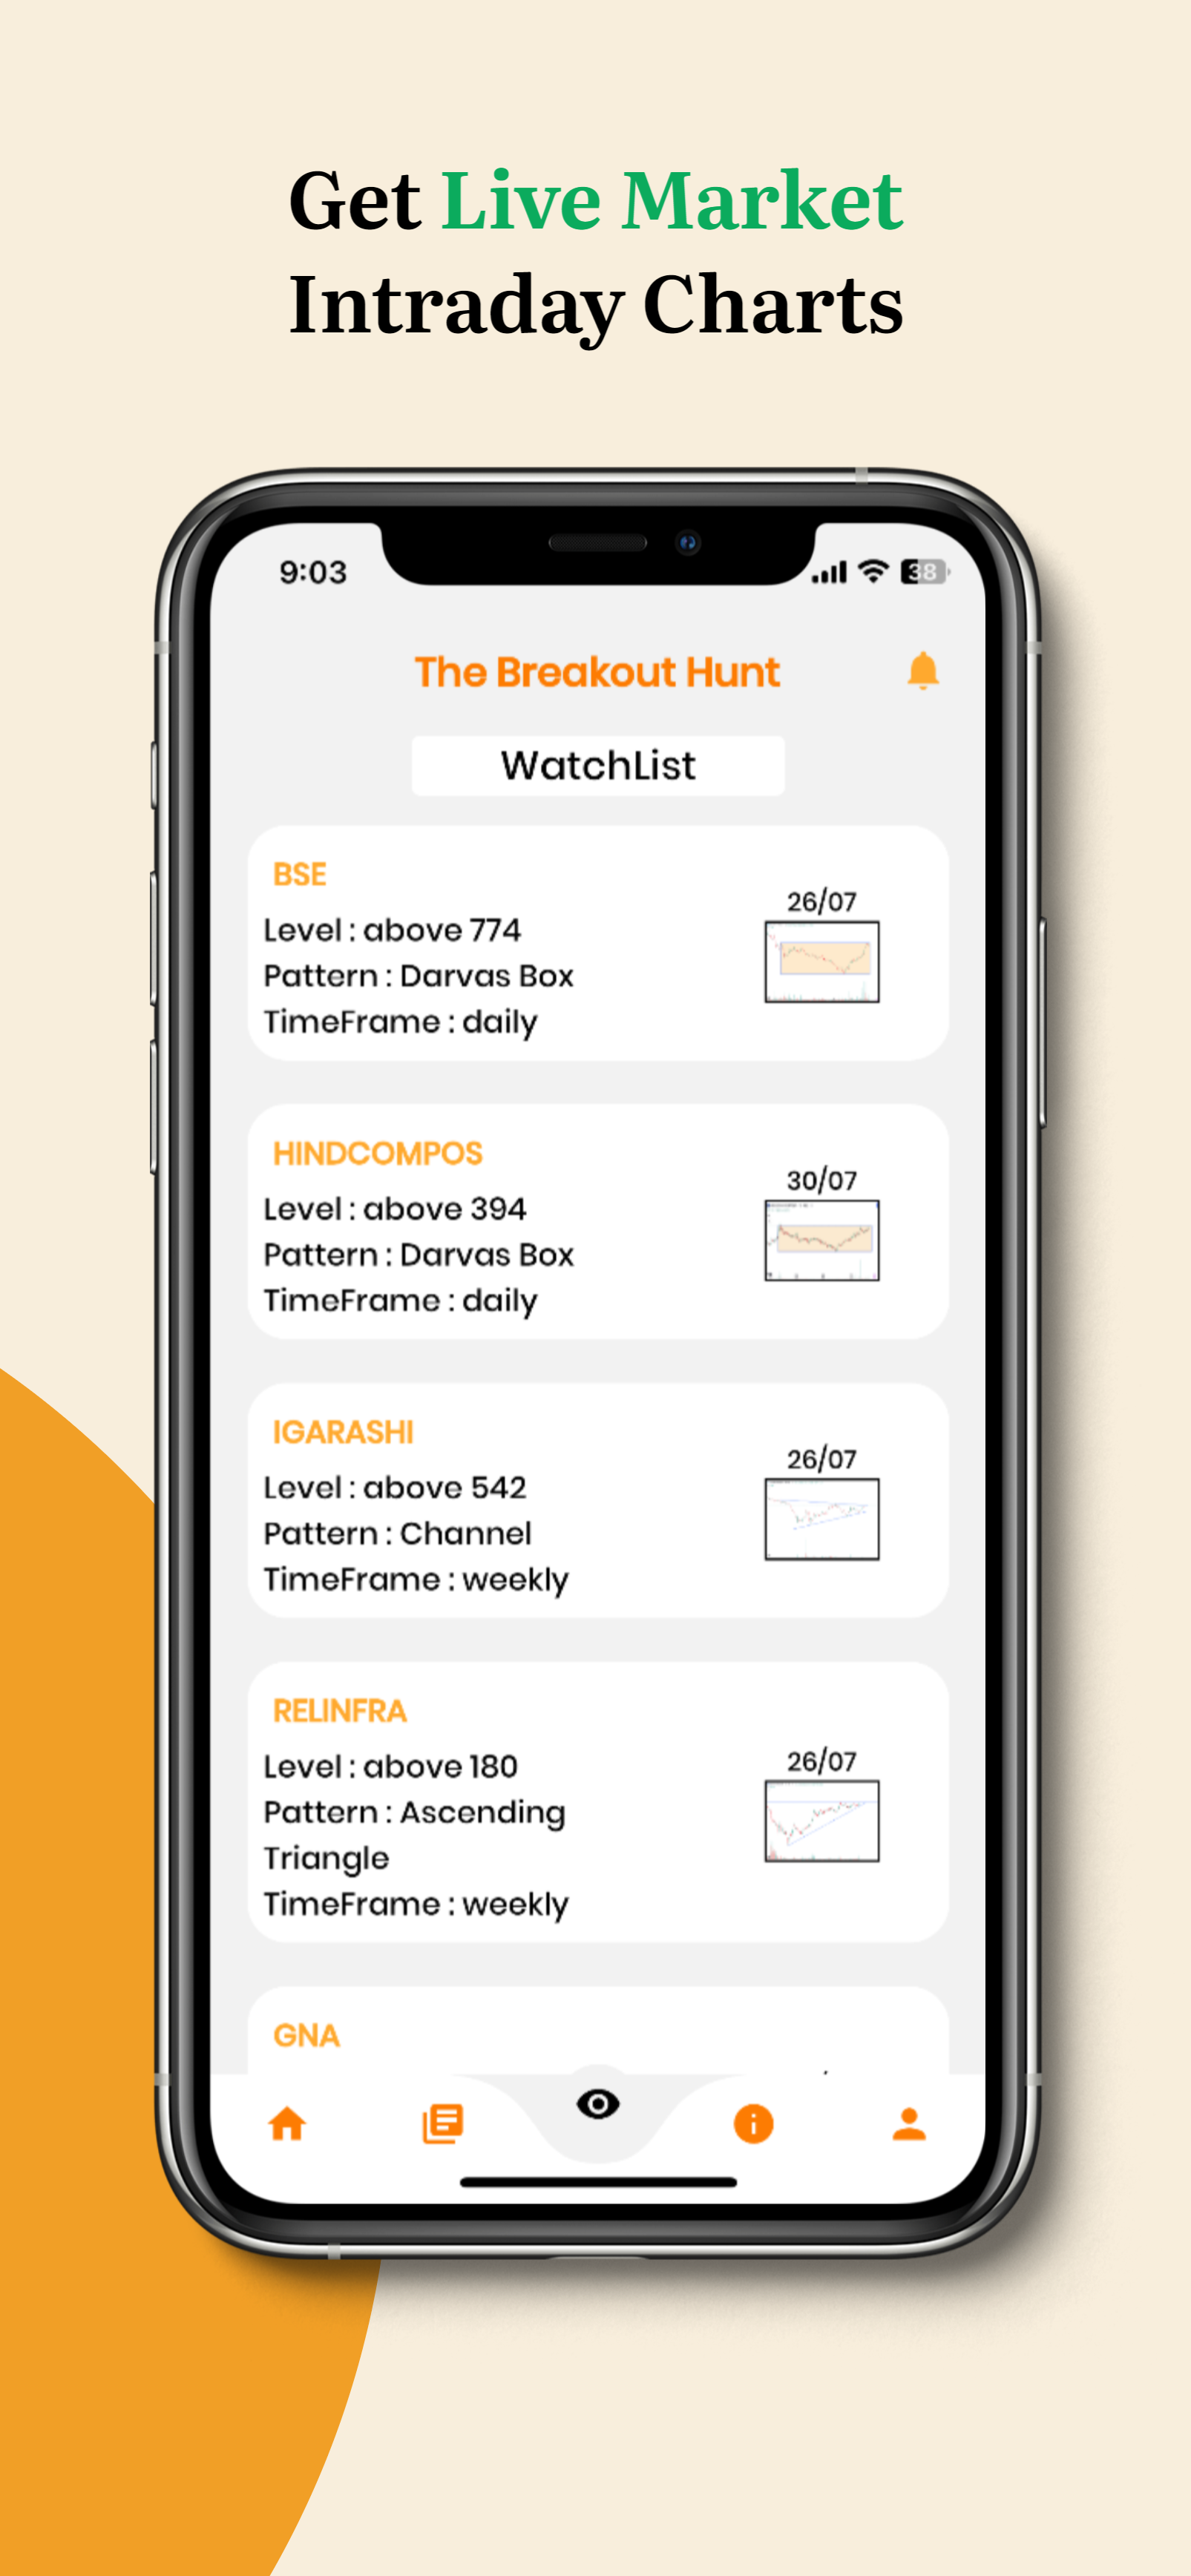 Get Live Market
Intraday Charts
9:03
38
The Breakout Hunt
WatchList
BSE
Level : above 774
Pattern : Darvas Box
TimeFrame : daily
26/07
HINDCOMPOS
Level : above 394
Pattern : Darvas Box
TimeFrame : daily
30/07
IGARASHI
Level : above 542
Pattern : Channel
TimeFrame : weekly
26/07
RELINFRA
Level : above 180
Pattern : Ascending
Triangle
TimeFrame : weekly
26/07
GNA